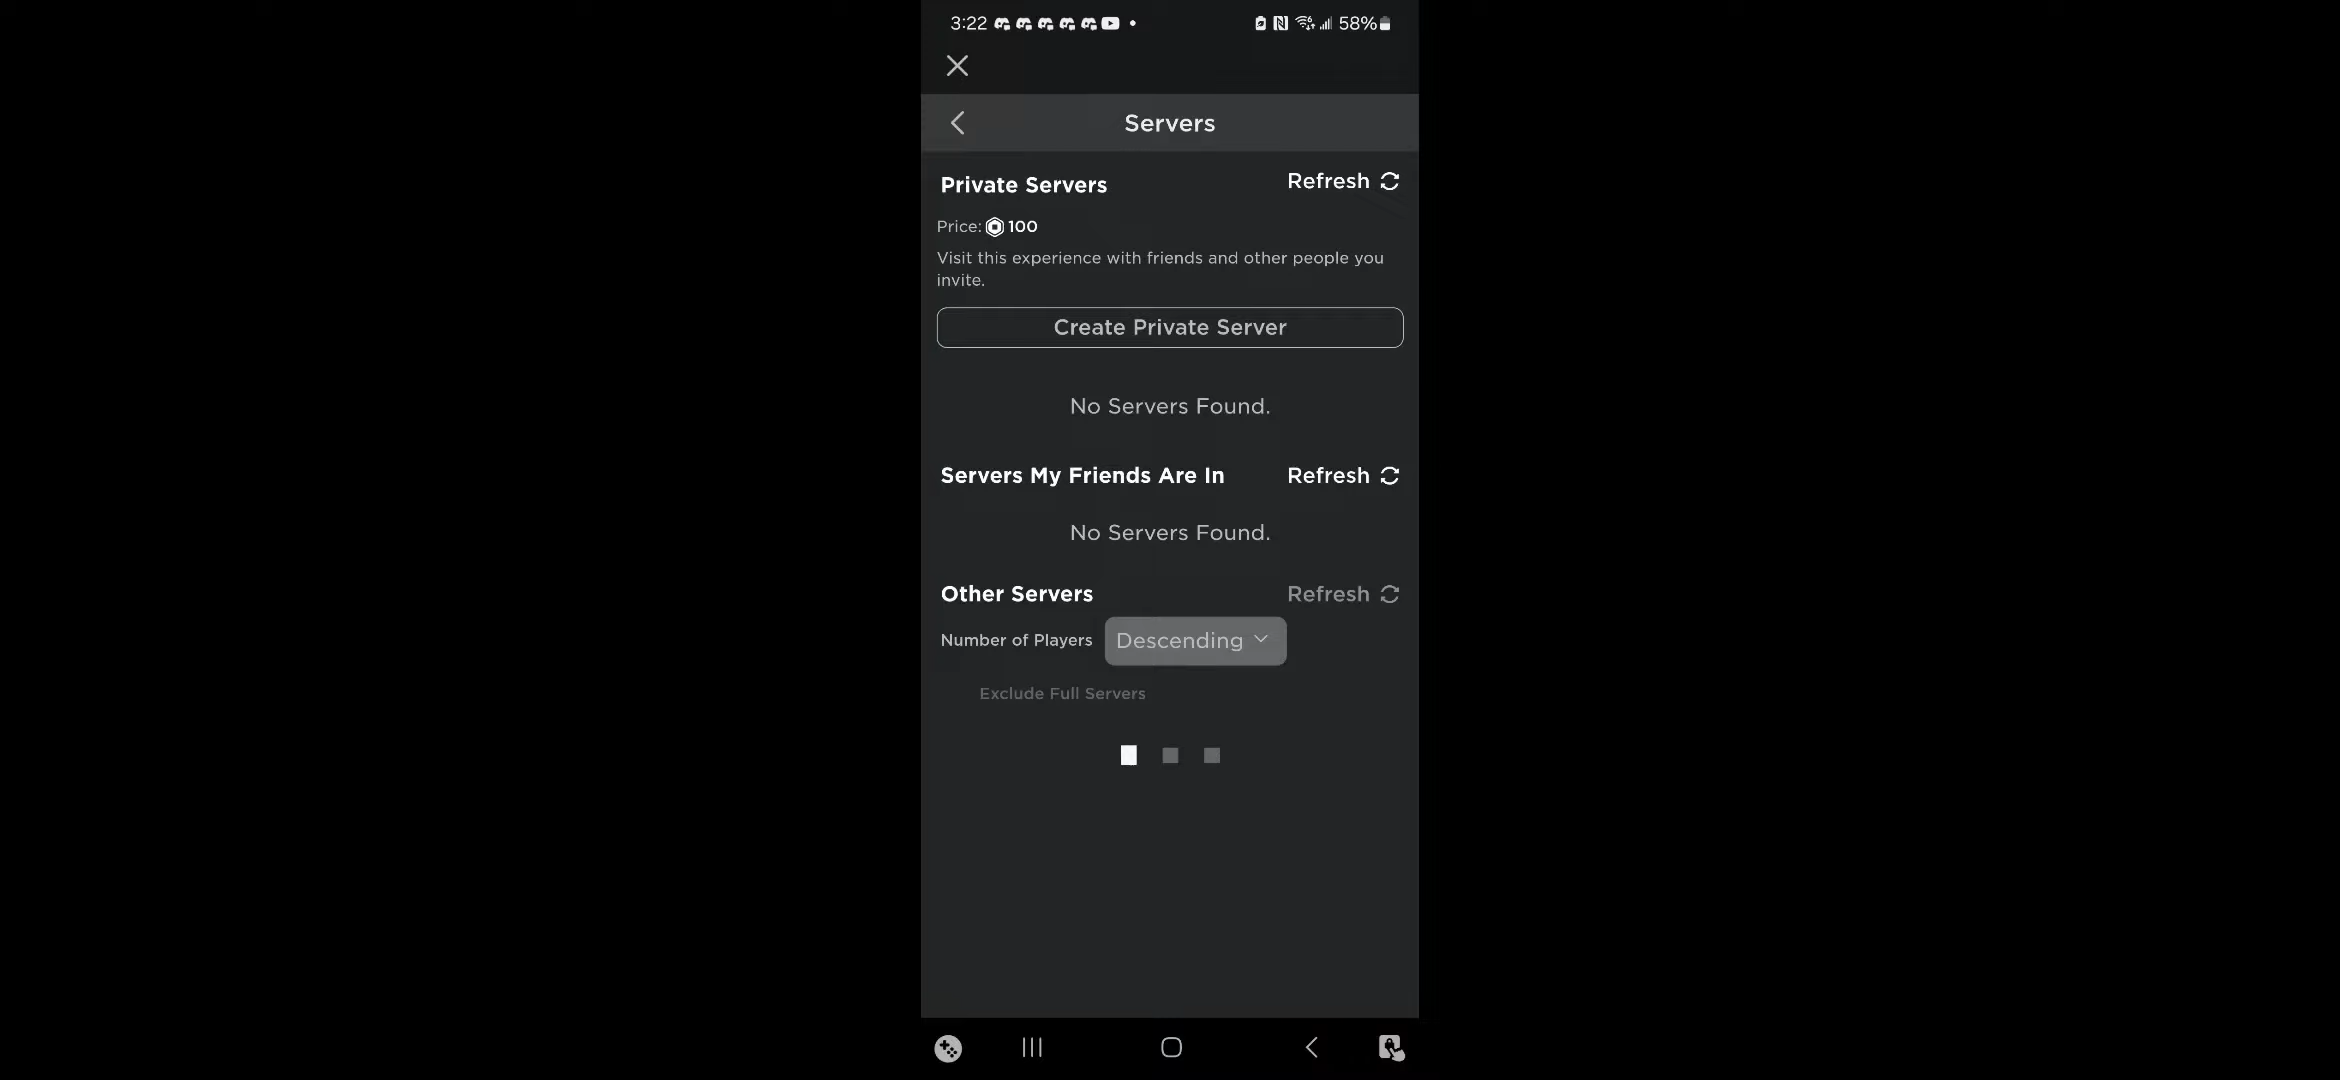 3:22
58%
Servers
Private Servers
Refresh
Price: 100
Visit this experience with friends and other people you
invite.
Create Private Server
No Servers Found.
Servers My Friends Are In
Refresh
No Servers Found.
Other Servers
Refresh
Number of Players
Descending
Exclude Full Servers